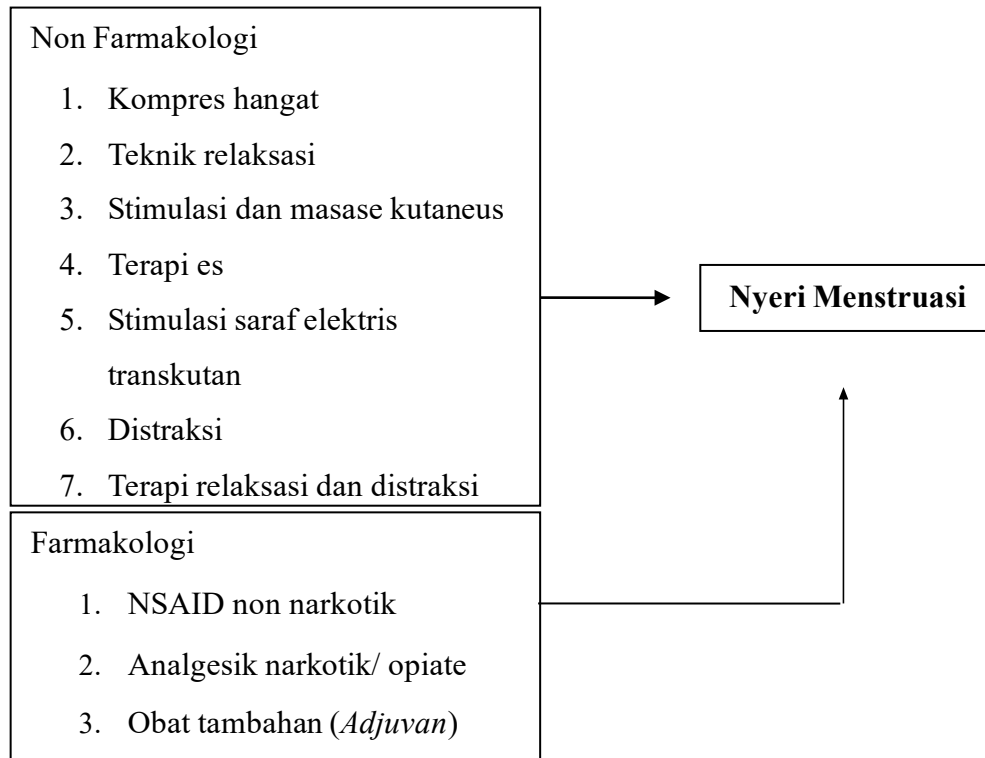 Non Farmakologi
1. Kompres hangat
2. Teknik relaksasi
3. Stimulasi dan masase kutaneus
4. Terapi es
5. Stimulasi saraf elektris
transkutan
6. Distraksi
7. Terapi relaksasi dan distraksi
Nyeri Menstruasi
Farmakologi
1. NSAID non narkotik
2. Analgesik narkotik/ opiate
3. Obat tambahan (Adjuvan)